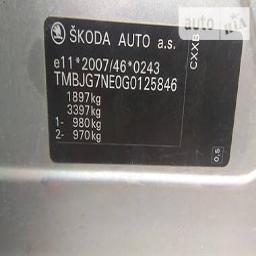 ŠKODA AUTO a.s.
e11*2007/46*0243
TMBJG7NE0G0125846
1897kg
3397kg
1- 980kg
2- 970kg
CXXB
0,5
auto RIA